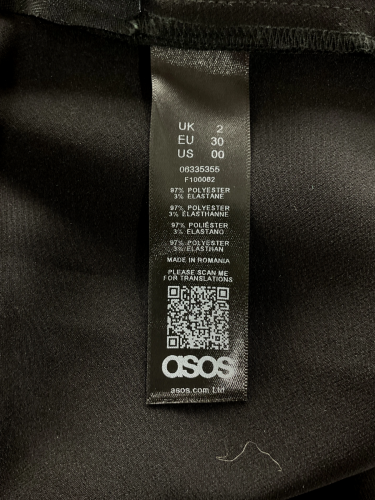 UK 2
EU 30
US 00
06335355
F100082
97% POLYESTER
3% ELASTANE
97% POLYESTER
3% ÉLASTHANNE
97% POLIÉSTER
3% ELASTANO
97% POLYESTER
3% ELASTHAN
MADE IN ROMANIA
PLEASE SCAN ME
FOR TRANSLATIONS
asos
asos.com Ltd